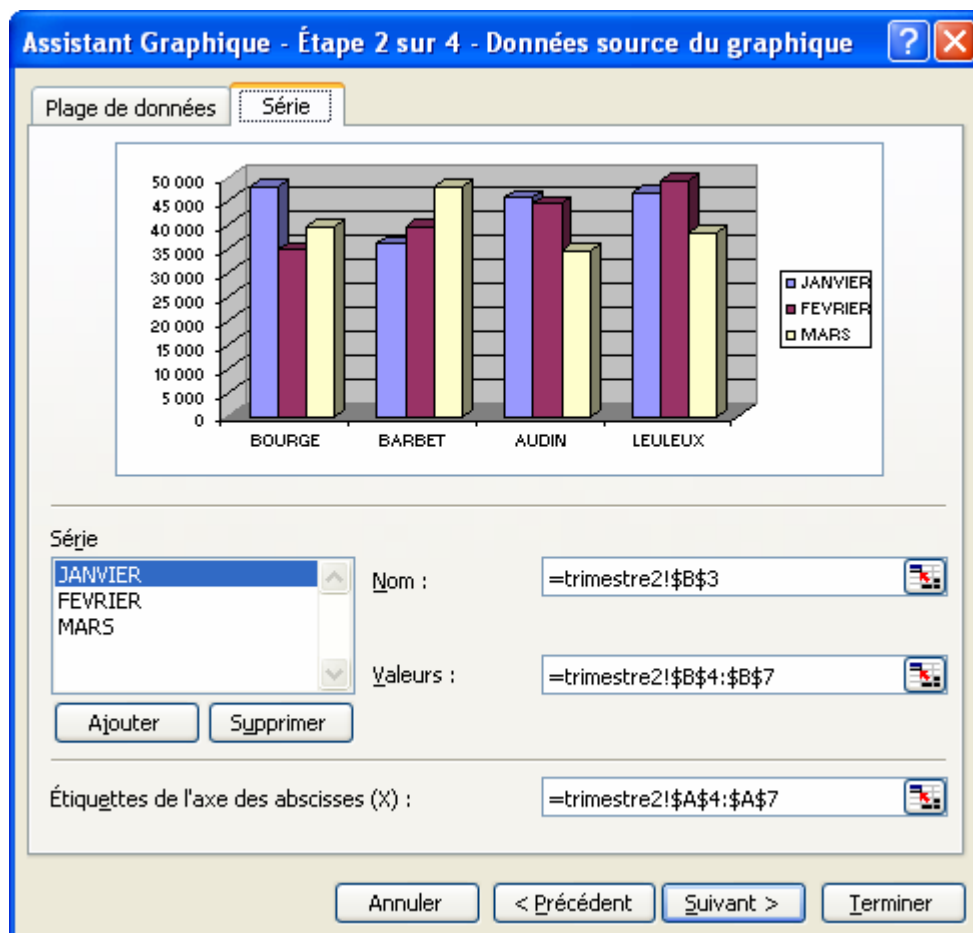 Assistant Graphique - Étape 2 sur 4 - Données source du graphique
Plage de données
Série
50 000
45 000
40 000
35 000
30 000
25 000
20 000
15 000
10 000
5 000
0
BOURGE BARBET AUDIN LEULEUX
JANVIER
FEVRIER
MARS
Série
JANVIER
FEVRIER
MARS
Nom :
=trimestre2!$B$3
Valeurs :
=trimestre2!$B$4:$B$7
Ajouter
Supprimer
Étiquettes de l'axe des abscisses (X) :
=trimestre2!$A$4:$A$7
Annuler
< Précédent
Suivant >
Terminer